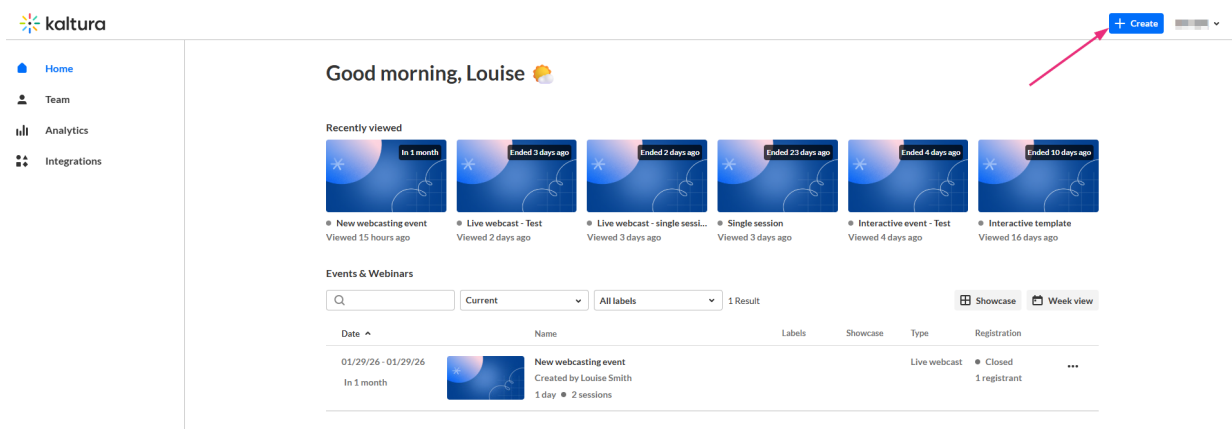 kaltura
Create
Home
Team
Analytics
Integrations
Good morning, Louise
Recently viewed
In 1 month
Ended 3 days ago
Ended 2 days ago
Ended 23 days ago
Ended 4 days ago
Ended 10 days ago
New webcasting event
Viewed 15 hours ago
Live webcast - Test
Viewed 2 days ago
Live webcast - single sessi...
Viewed 3 days ago
Single session
Viewed 3 days ago
Interactive event - Test
Viewed 4 days ago
Interactive template
Viewed 16 days ago
Events & Webinars
Current
All labels
1 Result
Showcase
Week view
Date Name Labels Showcase Type Registration
01/29/26 - 01/29/26
In 1 month
New webcasting event
Created by Louise Smith
1 day ● 2 sessions
Live webcast
Closed
1 registrant